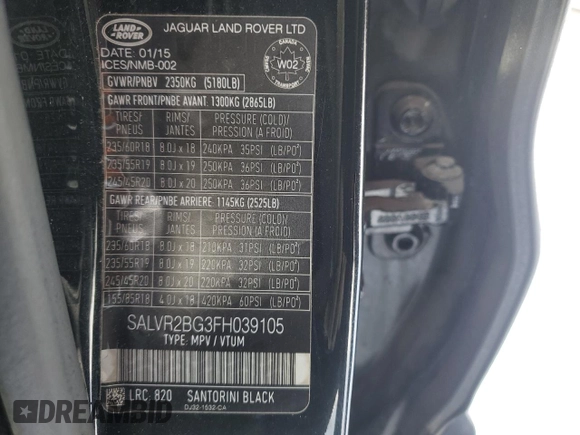 LAND ROVER
JAGUAR LAND ROVER LTD
DATE: 01/15
ICES/NMB-002
CANADA
W02
TRANSPORT
GVWR/PNBV 2350KG (5180LB)
GAWR FRONT/PNBE AVANT. 1300KG (2865LB)
TIRES/ RIMS/ PRESSURE (COLD)/
PNEUS JANTES PRESSION (A FROID)
235/60R18 8.0J x 18 240KPA 35PSI (LB/PO²)
235/55R19 8.0J x 19 250KPA 36PSI (LB/PO²)
245/45R20 8.0J x 20 250KPA 36PSI (LB/PO²)
GAWR REAR/PNBE ARRIERE: 1145KG (2525LB)
TIRES/ RIMS/ PRESSURE (COLD)/
PNEUS JANTES PRESSION (A FROID)
235/60R18 8.0J x 18 210KPA 31PSI (LB/PO²)
235/55R19 8.0J x 19 220KPA 32PSI (LB/PO²)
245/45R20 8.0J x 20 220KPA 32PSI (LB/PO²)
155/85R18 4.0J x 18 420KPA 60PSI (LB/PO²)
SALVR2BG3FH039105
TYPE: MPV / VTUM
LRC. 820 SANTORINI BLACK
DJ32-1532-CA
DREAMBID